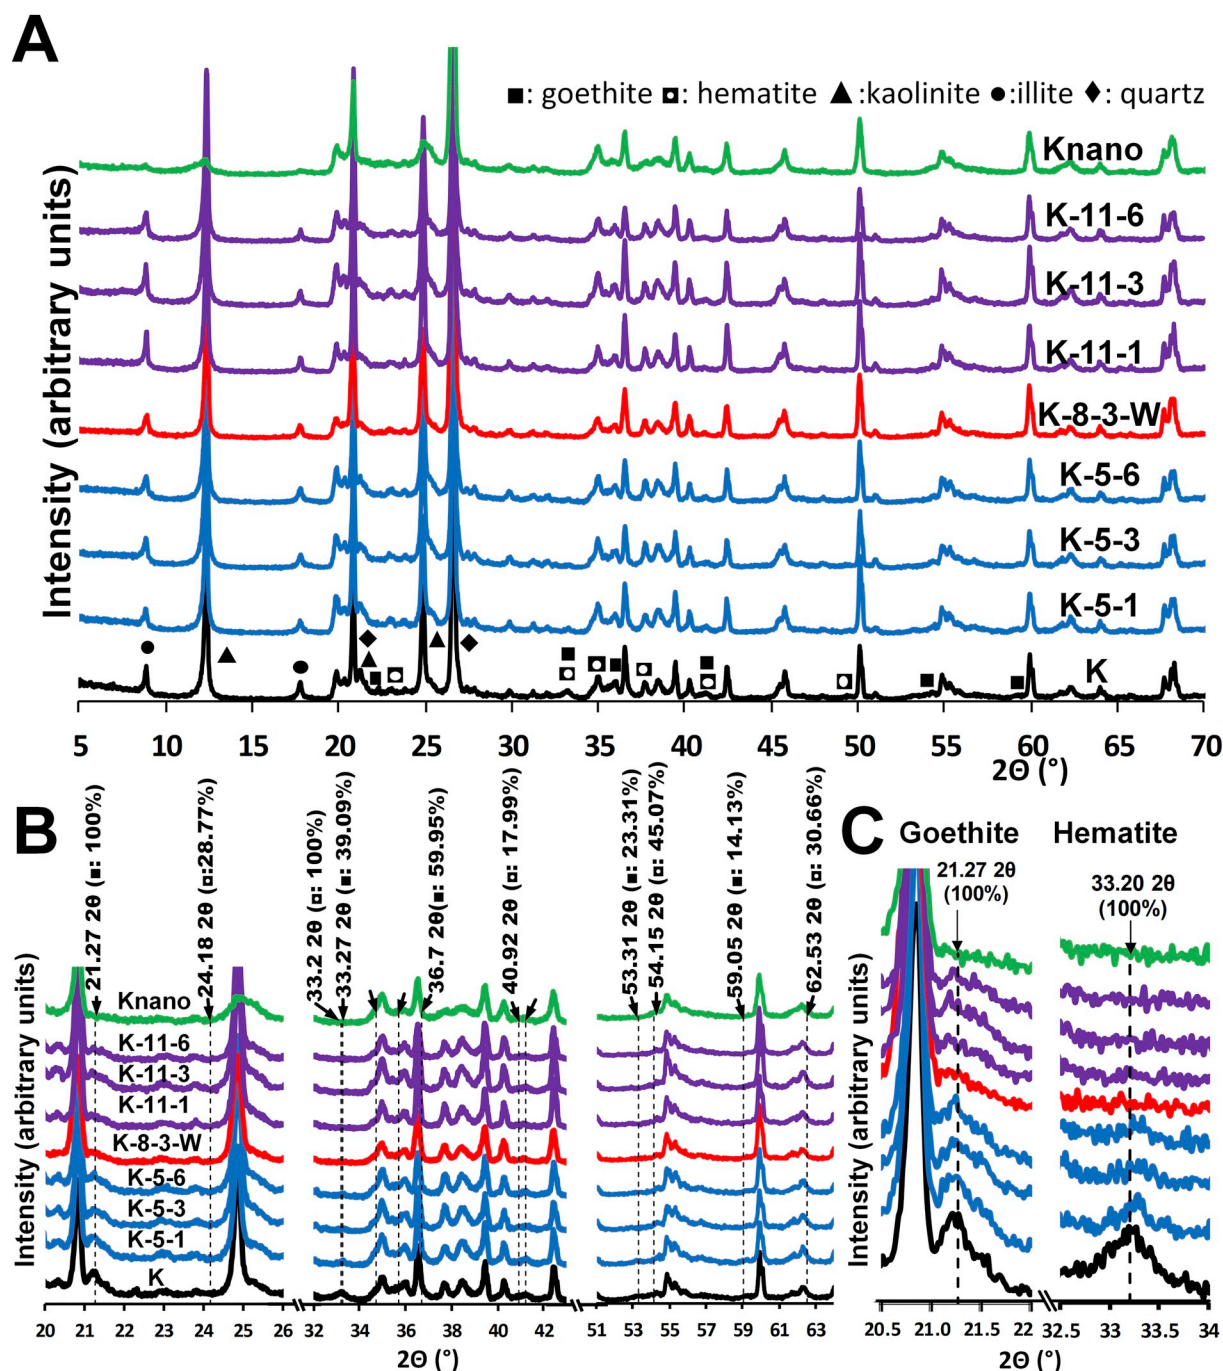 A
■: goethite ◘: hematite ▲:kaolinite ●:illite ◆: quartz
Intensity (arbitrary units)
Knano
K-11-6
K-11-3
K-11-1
K-8-3-W
K-5-6
K-5-3
K-5-1
K
5 10 15 20 25 30 35 40 45 50 55 60 65 70
2Θ (°)
B
21.27 2θ (■: 100%)
24.18 2θ (◘:28.77%)
33.2 2θ (◘: 100%)
33.27 2θ (■: 39.09%)
36.7 2θ(■: 59.95%)
40.92 2θ (◘: 17.99%)
53.31 2θ (■: 23.31%)
54.15 2θ (◘: 45.07%)
59.05 2θ (■: 14.13%)
62.53 2θ (◘: 30.66%)
Intensity (arbitrary units)
Knano
K-11-6
K-11-3
K-11-1
K-8-3-W
K-5-6
K-5-3
K-5-1
K
20 21 22 23 24 25 26 32 34 36 38 40 42 51 53 55 57 59 61 63
2Θ (°)
C
Goethite Hematite
21.27 2θ
(100%)
33.20 2θ
(100%)
Intensity (arbitrary units)
20.5 21.0 21.5 22 32.5 33 33.5 34
2Θ (°)